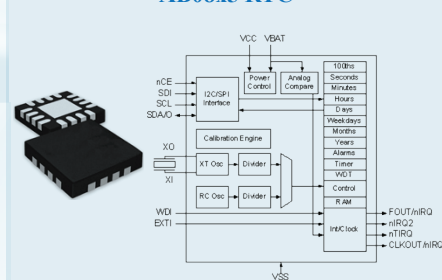 VCC VBAT
nCE
SDI
SCL
SDA/O
I2C/SPI
Interface
Power
Control
Analog
Compare
100ths
Seconds
Minutes
Hours
Days
Weekdays
Months
Years
Alarms
Timer
WDT
Control
RAM
Calibration Engine
XO
XI
XT Osc
Divider
RC Osc
Divider
WDI
EXTI
Int/Clock
FOUT/nIRQ
nIRQ2
nTIRQ
CLKOUT/nIRQ
VSS